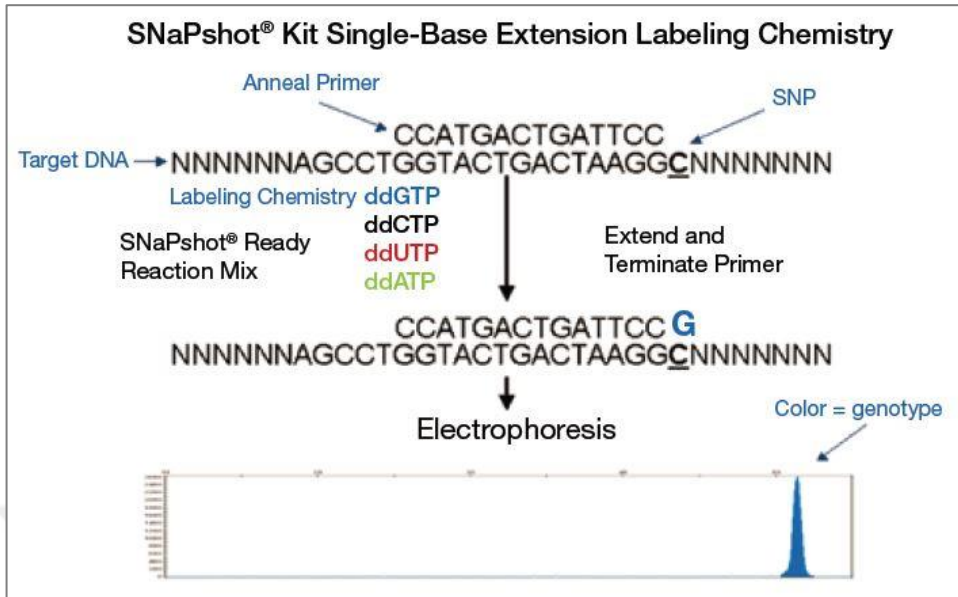 SNaPshot® Kit Single-Base Extension Labeling Chemistry
Anneal Primer
SNP
CCATGACTGATTCC
Target DNA
NNNNNNAGCCTGGTACTGACTAAGGCNNNNNNN
Labeling Chemistry ddGTP
ddCTP
ddUTP
ddATP
SNaPshot® Ready
Reaction Mix
Extend and
Terminate Primer
CCATGACTGATTCC G
NNNNNNAGCCTGGTACTGACTAAGGCNNNNNNN
Electrophoresis
Color = genotype